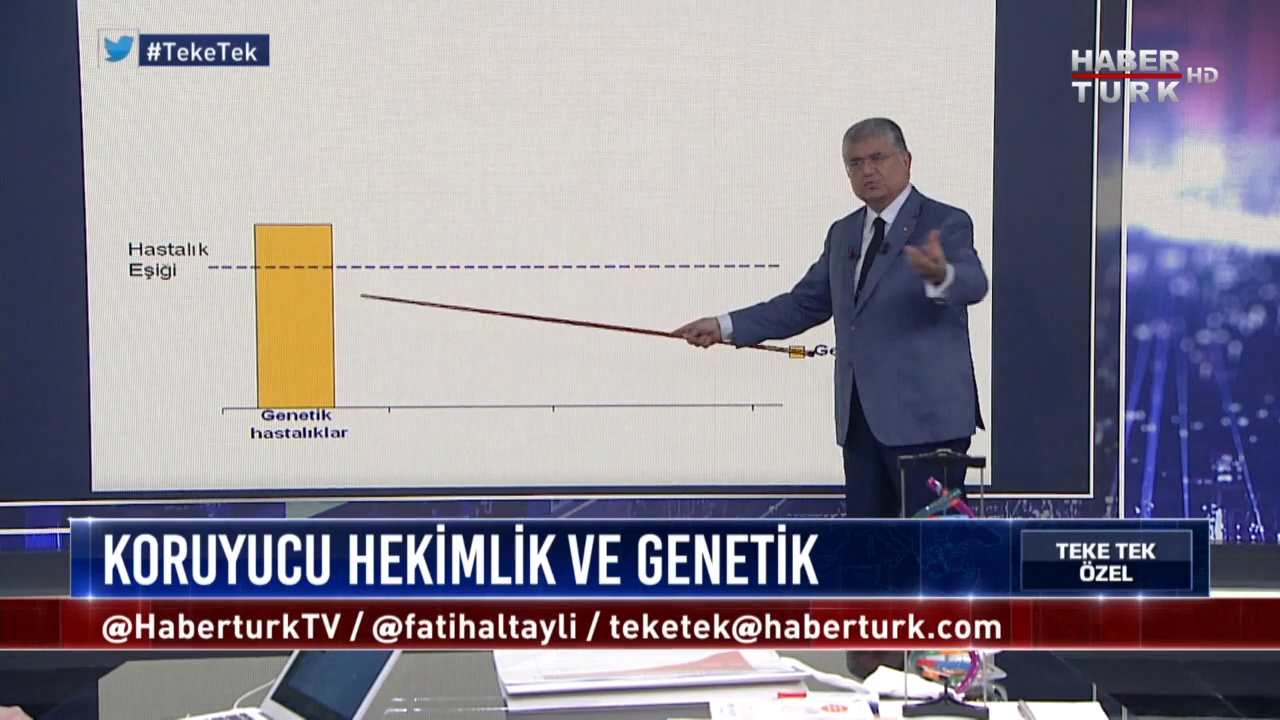 #TekeTek
HABER
TURK HD
Hastalık
Eşiği
Genetik
hastalıklar
KORUYUCU HEKİMLİK VE GENETİK
TEKE TEK
ÖZEL
@HaberturkTV / @fatihaltayli / teketek@haberturk.com